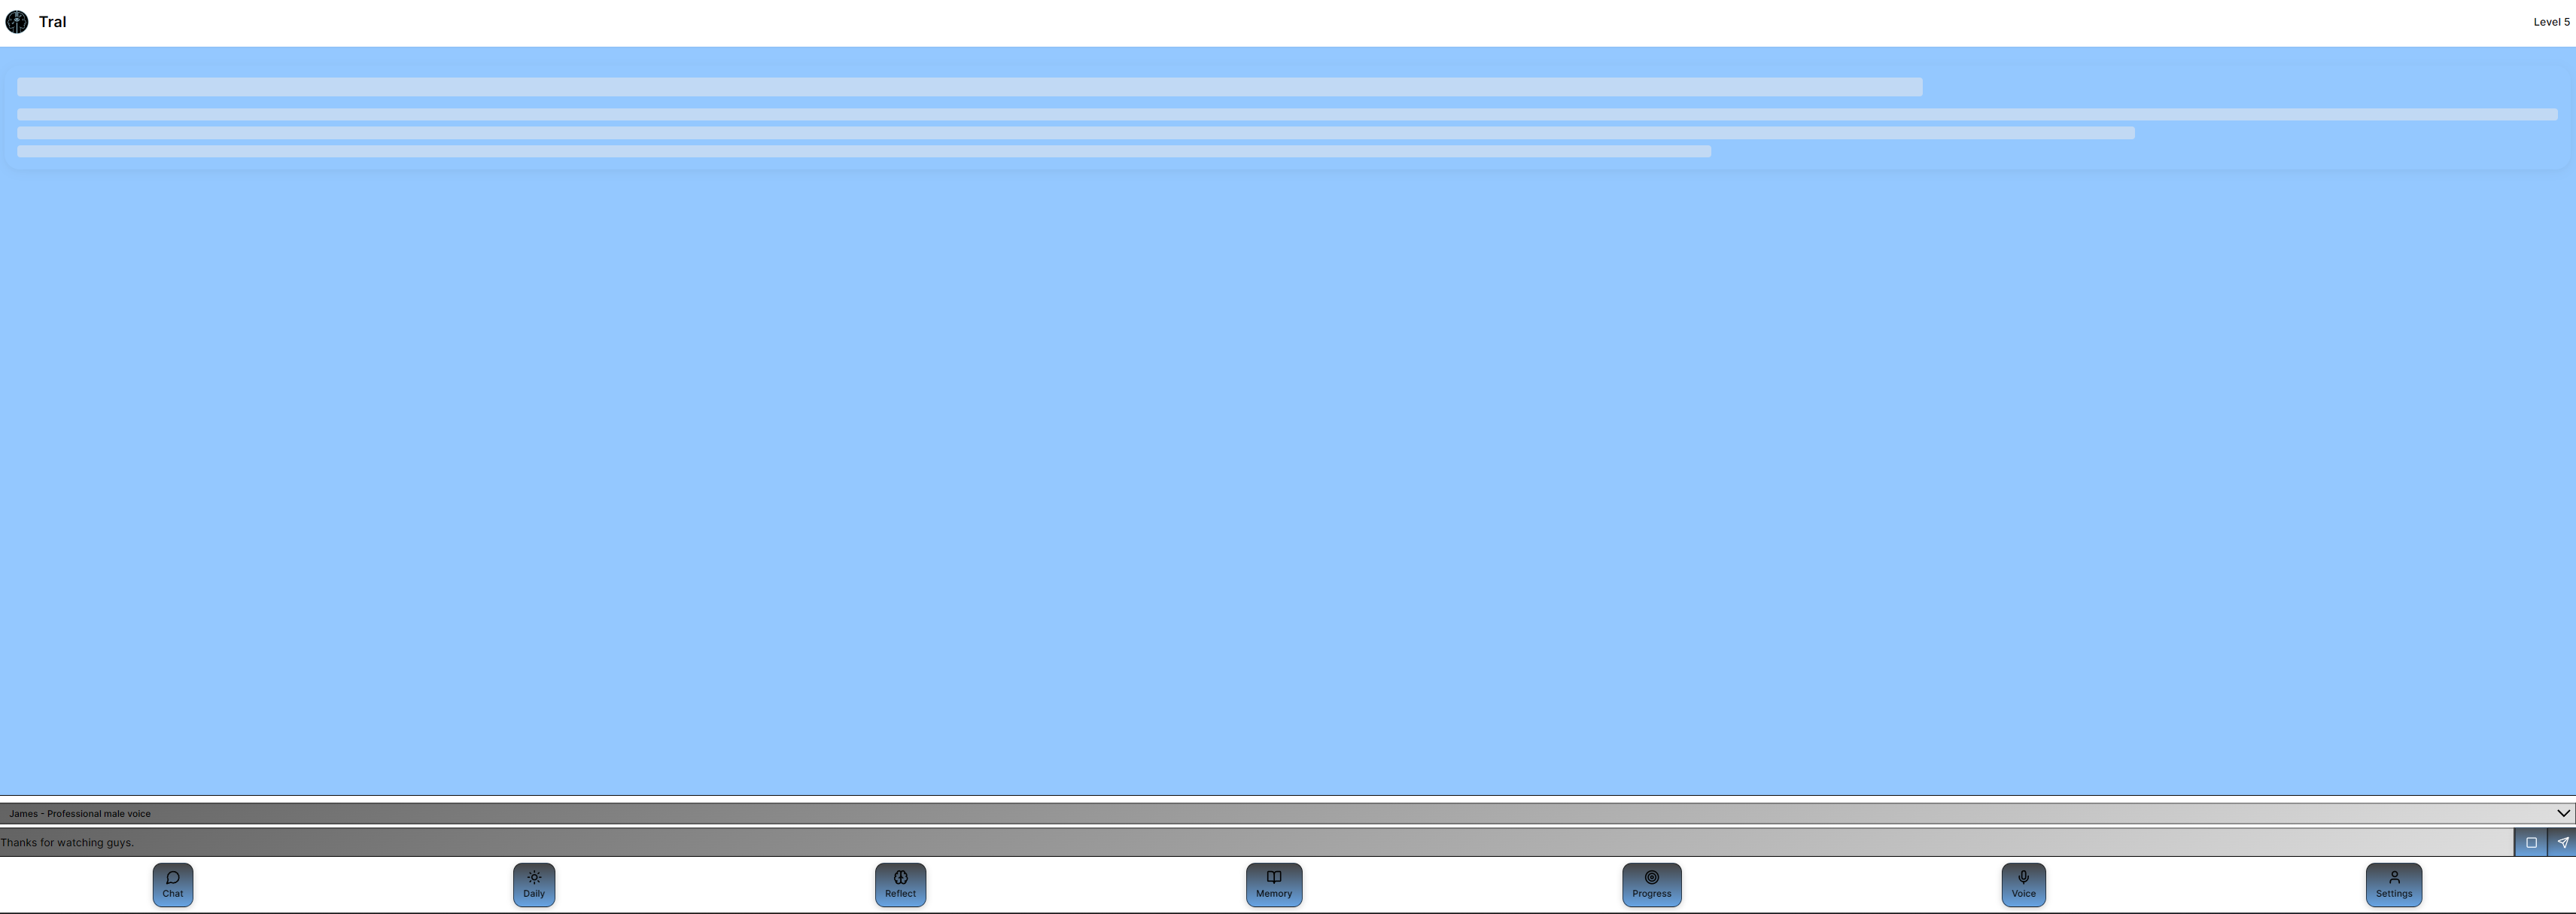 Tral
Level 5
James - Professional male voice
Thanks for watching guys.
Chat
Daily
Reflect
Memory
Progress
Voice
Settings